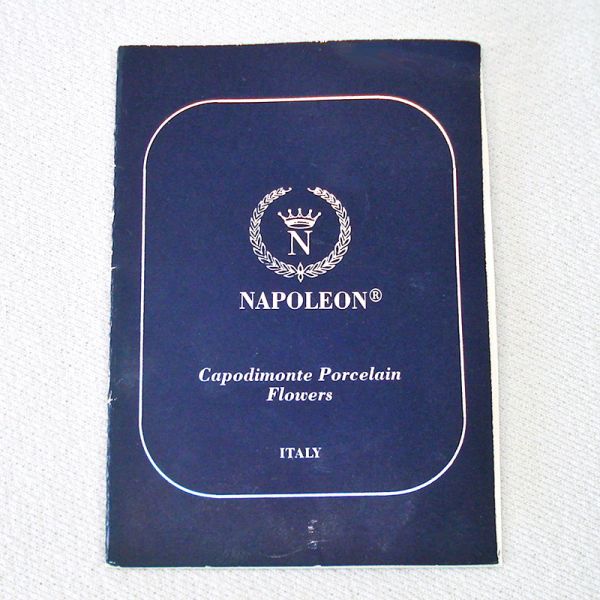 N
NAPOLEON®
Capodimonte Porcelain
Flowers
ITALY